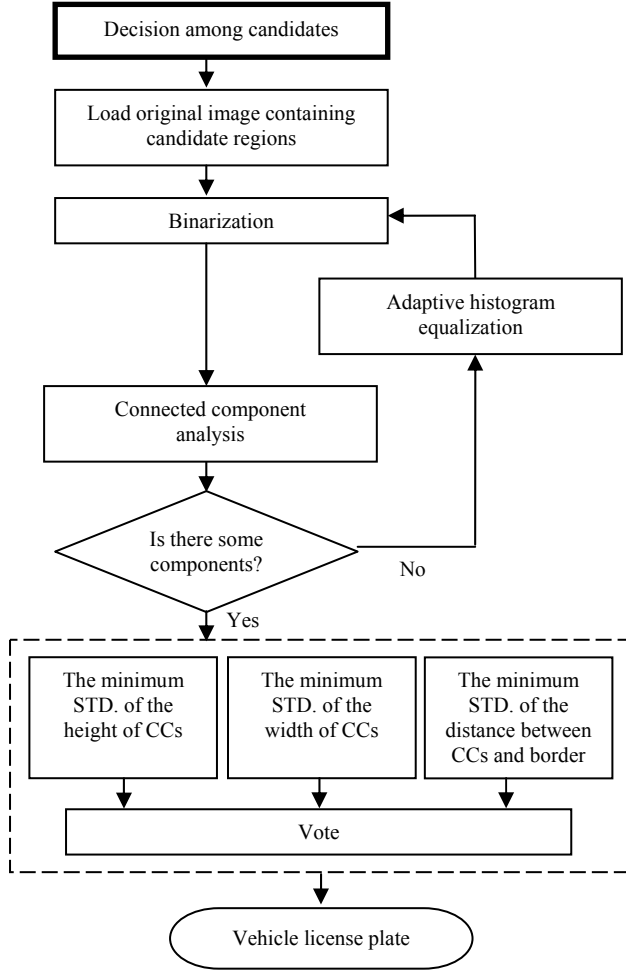 Decision among candidates
Load original image containing
candidate regions
Binarization
Adaptive histogram
equalization
Connected component
analysis
Is there some
components?
No
Yes
The minimum
STD. of the
height of CCs
The minimum
STD. of the
width of CCs
The minimum
STD. of the
distance between
CCs and border
Vote
Vehicle license plate